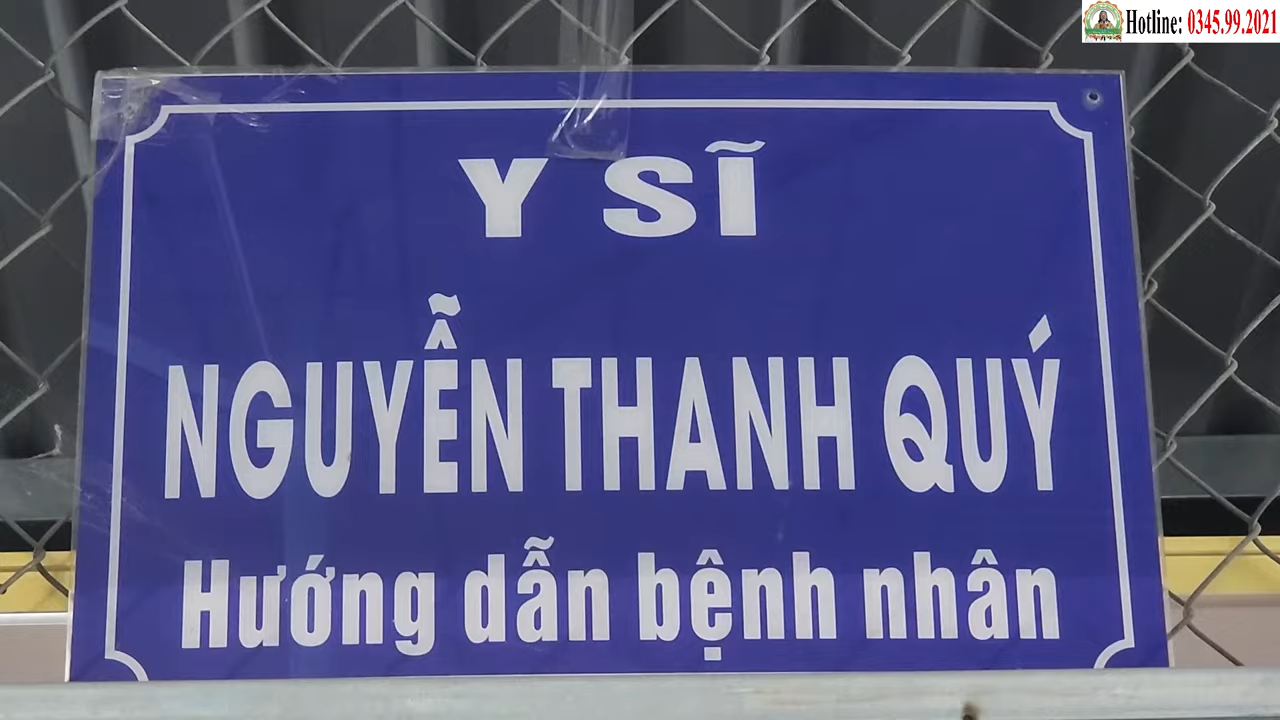 Hotline: 0345.99.2021
Y SĨ
NGUYỄN THANH QUÝ
Hướng dẫn bệnh nhân